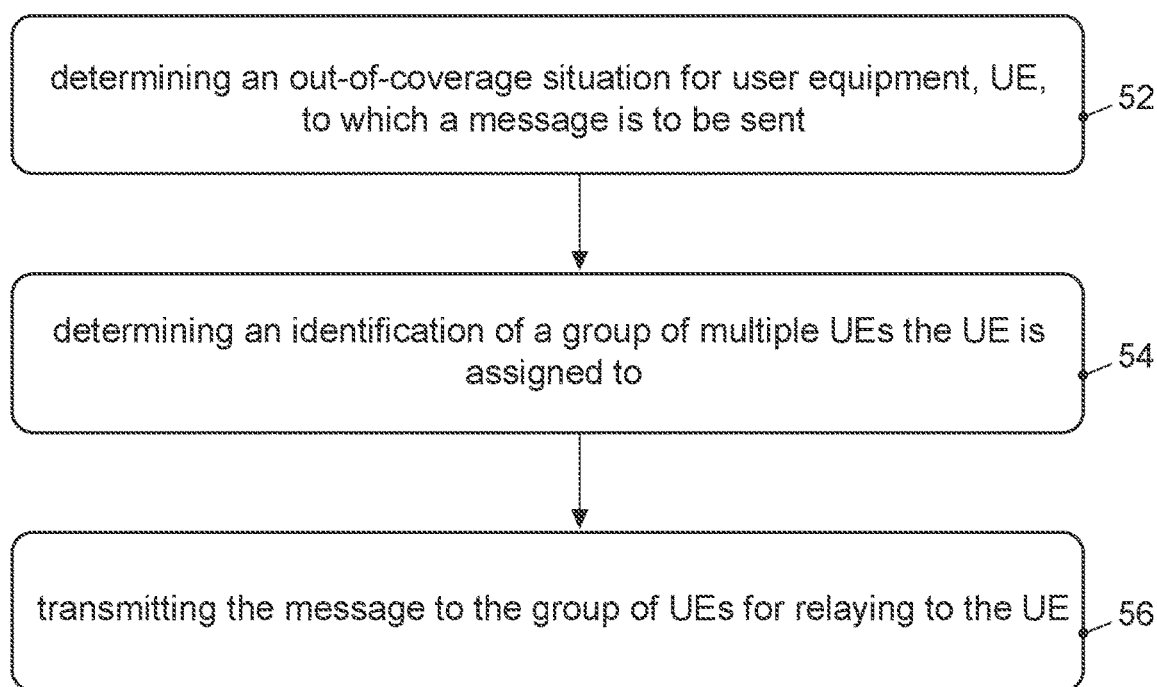 determining an out-of-coverage situation for user equipment, UE,
to which a message is to be sent
52
determining an identification of a group of multiple UEs the UE is
assigned to
54
transmitting the message to the group of UEs for relaying to the UE
56